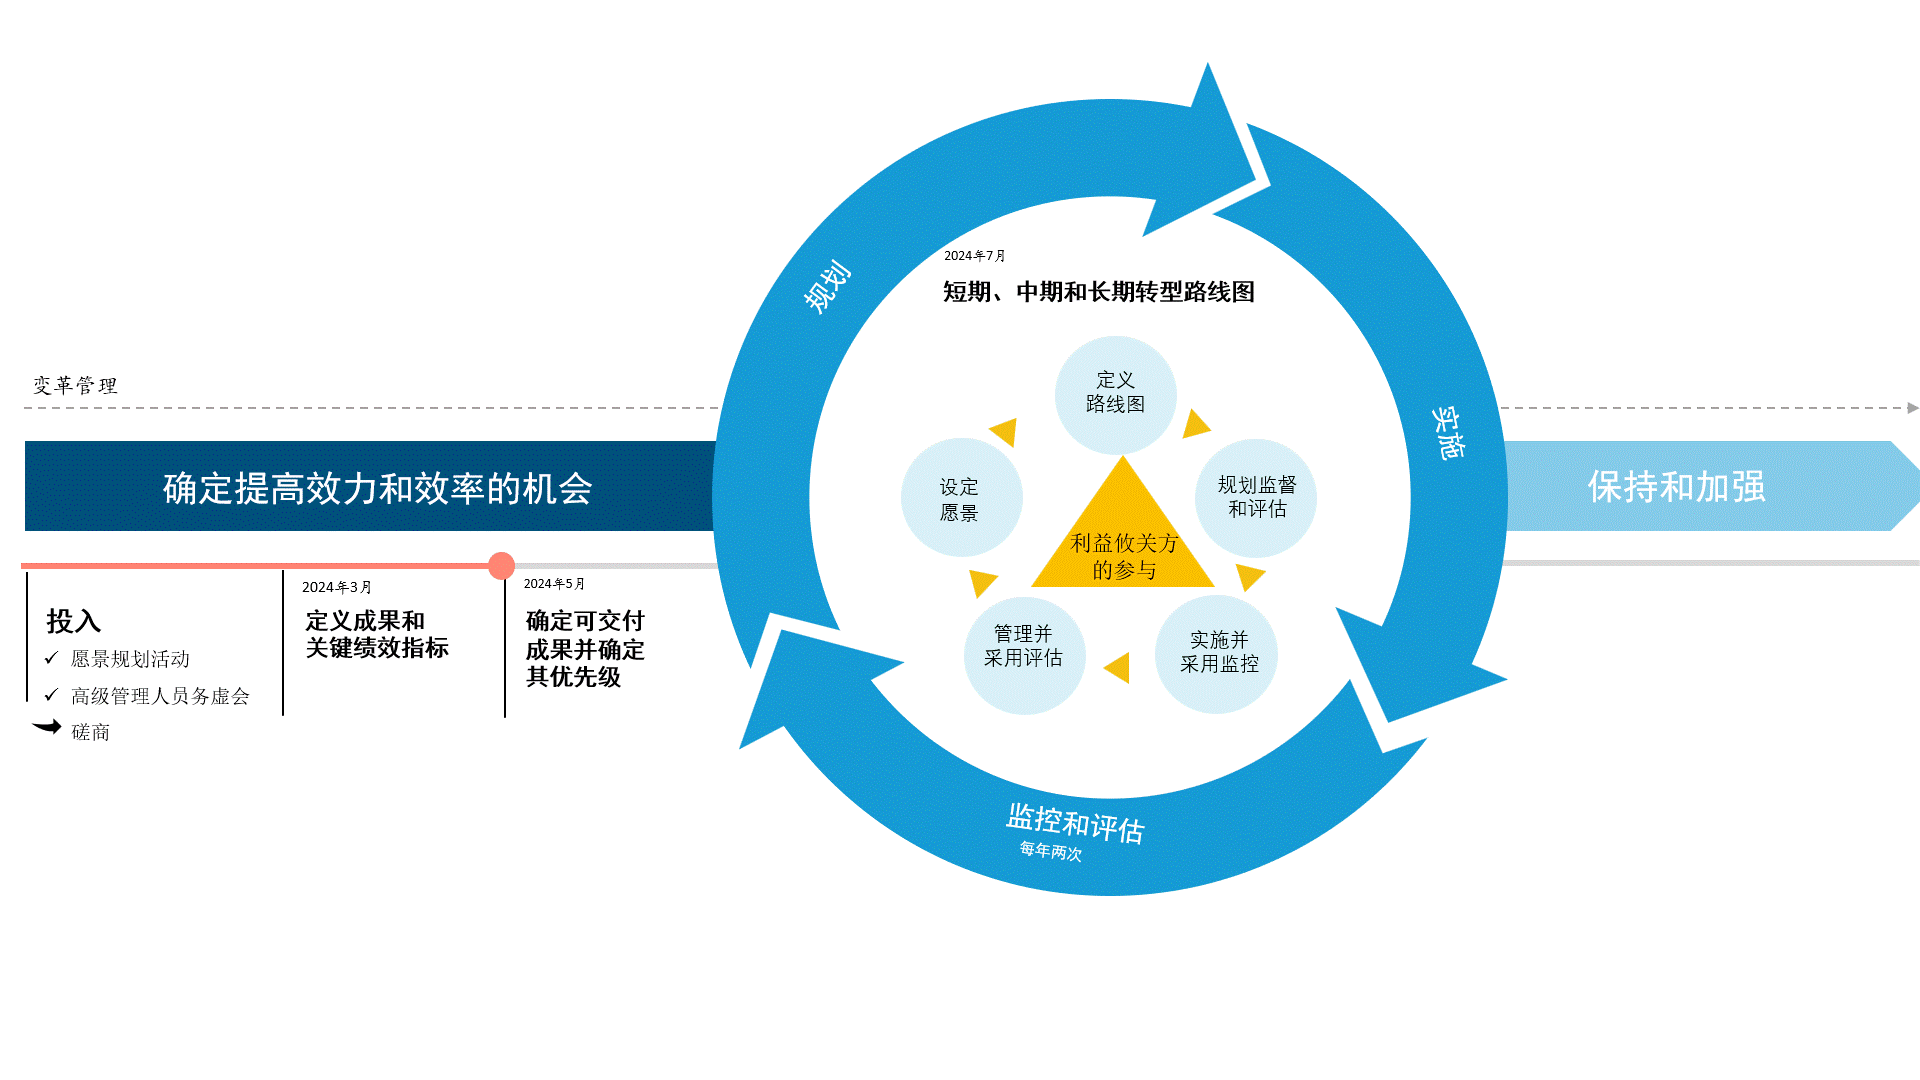 变革管理
确定提高效力和效率的机会
投入
愿景规划活动
高级管理人员务虚会
磋商
2024年3月
定义成果和
关键绩效指标
2024年5月
确定可交付
成果并确定
其优先级
规划
实施
监控和评估
每年两次
2024年7月
短期、中期和长期转型路线图
定义
路线图
规划监督
和评估
实施并
采用监控
管理并
采用评估
设定
愿景
利益攸关方
的参与
保持和加强